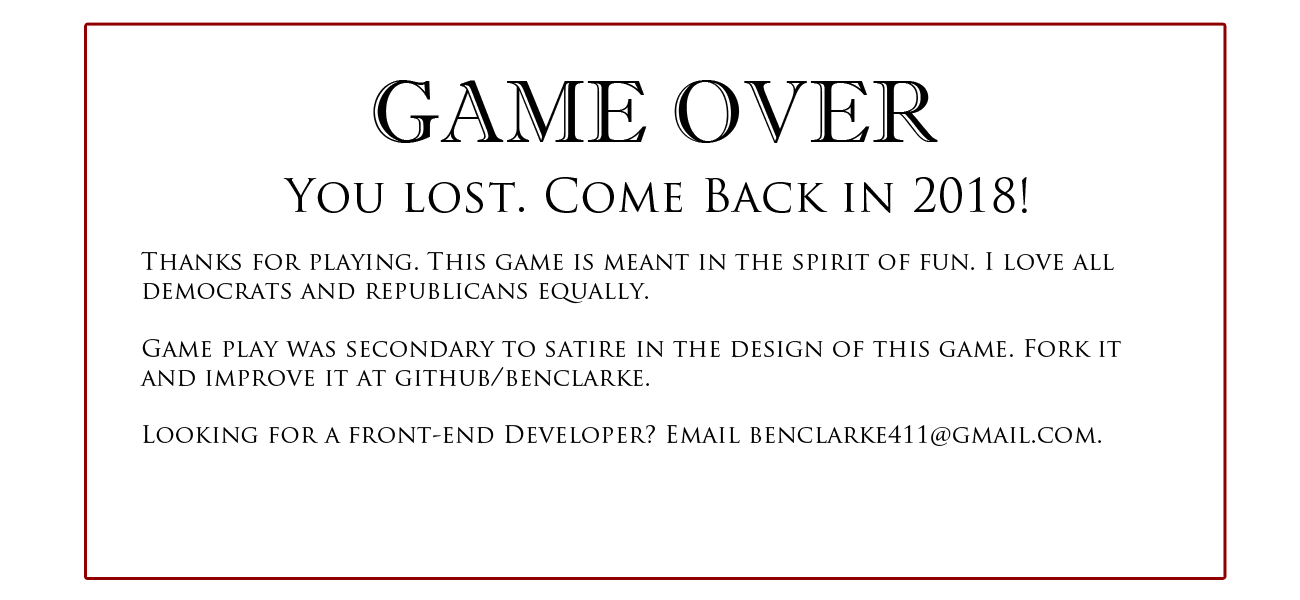 GAME OVER
YOU LOST. COME BACK IN 2018!
THANKS FOR PLAYING. THIS GAME IS MEANT IN THE SPIRIT OF FUN. I LOVE ALL
DEMOCRATS AND REPUBLICANS EQUALLY.
GAME PLAY WAS SECONDARY TO SATIRE IN THE DESIGN OF THIS GAME. FORK IT
AND IMPROVE IT AT GITHUB/BENCLARKE.
LOOKING FOR A FRONT-END DEVELOPER? EMAIL BENCLARKE411@GMAIL.COM.